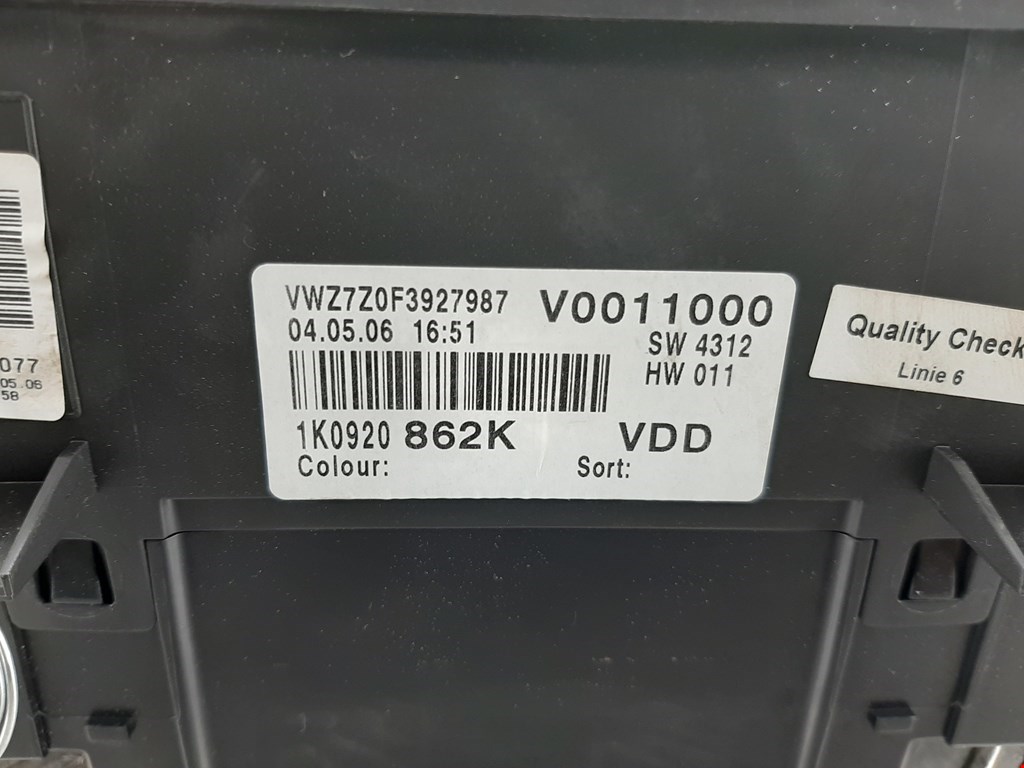 VWZ7Z0F3927987 V0011000
04.05.06 16:51 SW 4312
HW 011
1K0920 862K VDD
Colour: Sort:
Quality Check
Linie 6
077
05.06
58